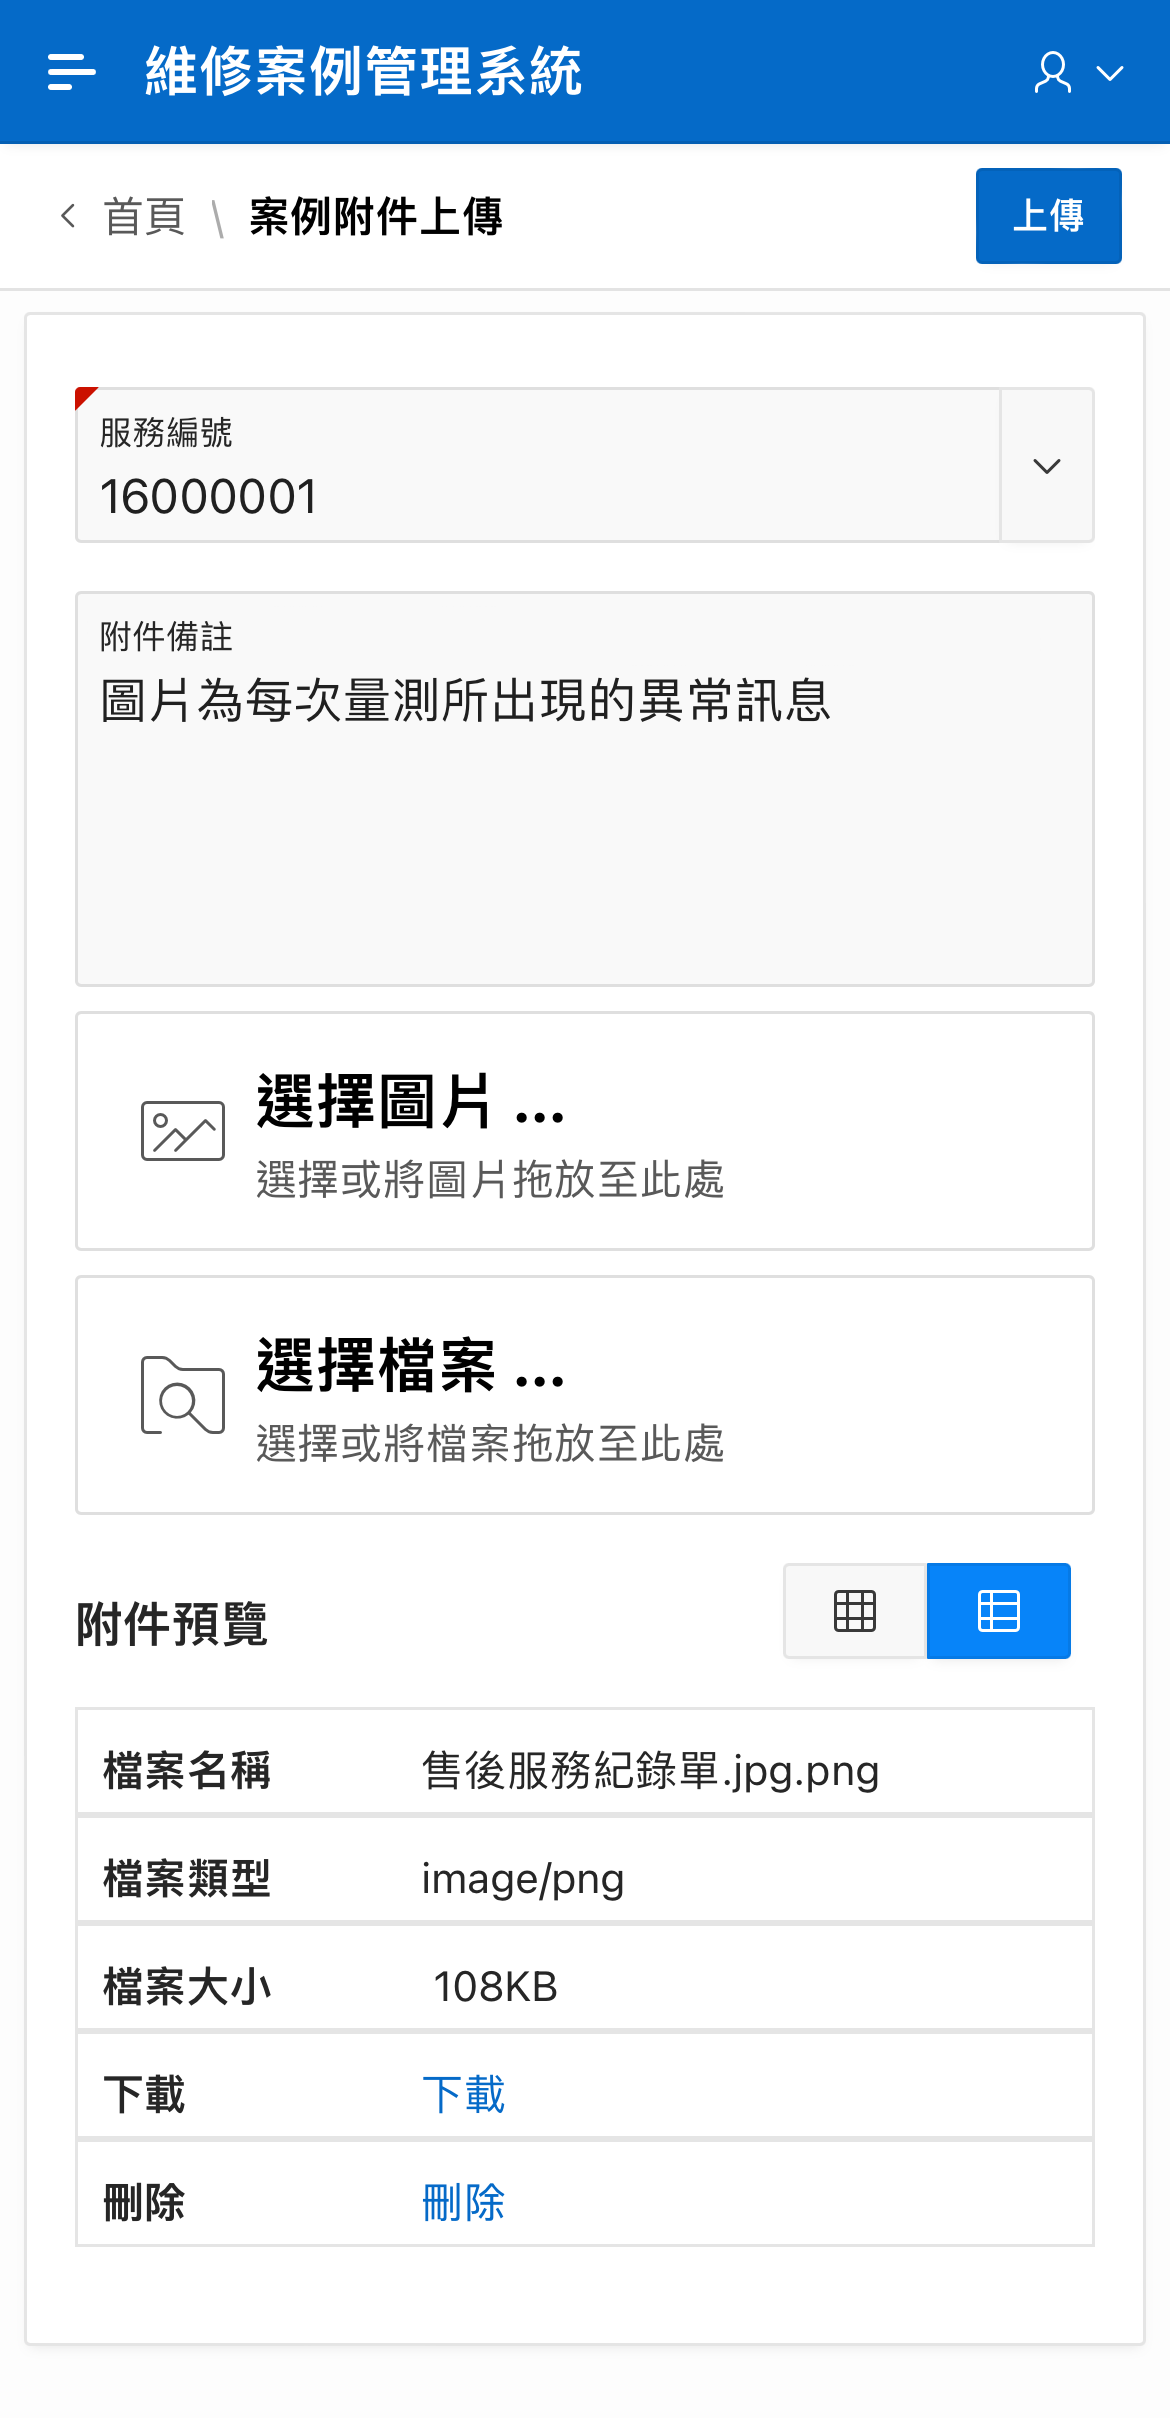 維修案例管理系統
首頁 \ 案例附件上傳
上傳
服務編號
16000001
附件備註
圖片為每次量測所出現的異常訊息
選擇圖片 ...
選擇或將圖片拖放至此處
選擇檔案 ...
選擇或將檔案拖放至此處
附件預覽
檔案名稱 售後服務紀錄單.jpg.png
檔案類型 image/png
檔案大小 108KB
下載 下載
刪除 刪除